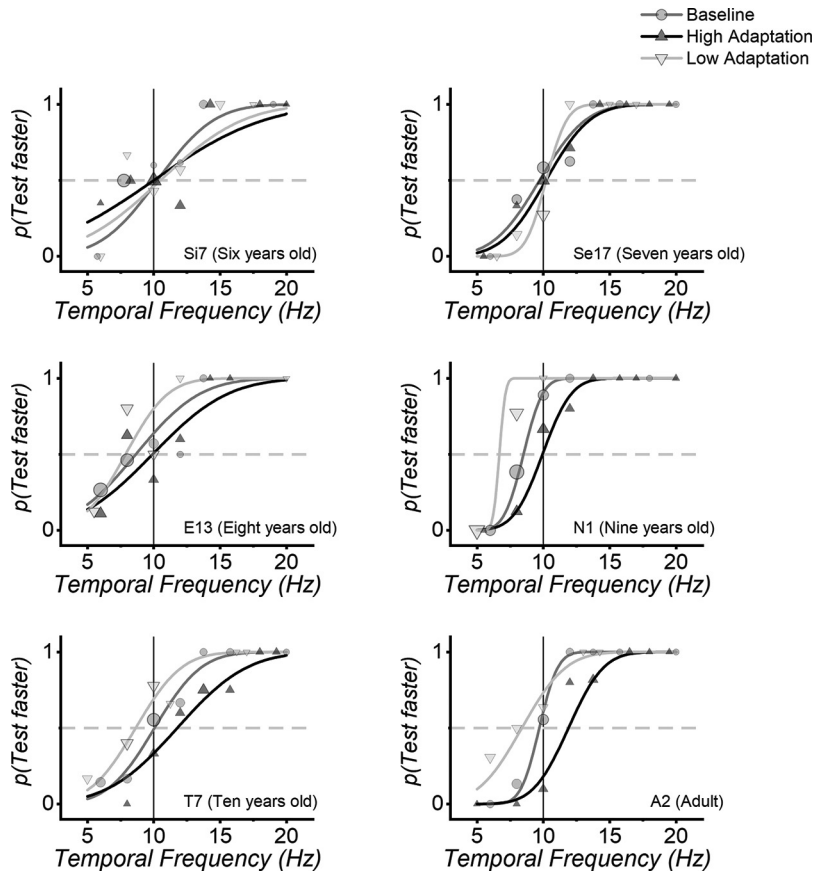 Baseline
High Adaptation
Low Adaptation
1
0
p(Test faster)
Si7 (Six years old)
5 10 15 20
Temporal Frequency (Hz)
1
0
p(Test faster)
Se17 (Seven years old)
5 10 15 20
Temporal Frequency (Hz)
1
0
p(Test faster)
E13 (Eight years old)
5 10 15 20
Temporal Frequency (Hz)
1
0
p(Test faster)
N1 (Nine years old)
5 10 15 20
Temporal Frequency (Hz)
1
0
p(Test faster)
T7 (Ten years old)
5 10 15 20
Temporal Frequency (Hz)
1
0
p(Test faster)
A2 (Adult)
5 10 15 20
Temporal Frequency (Hz)